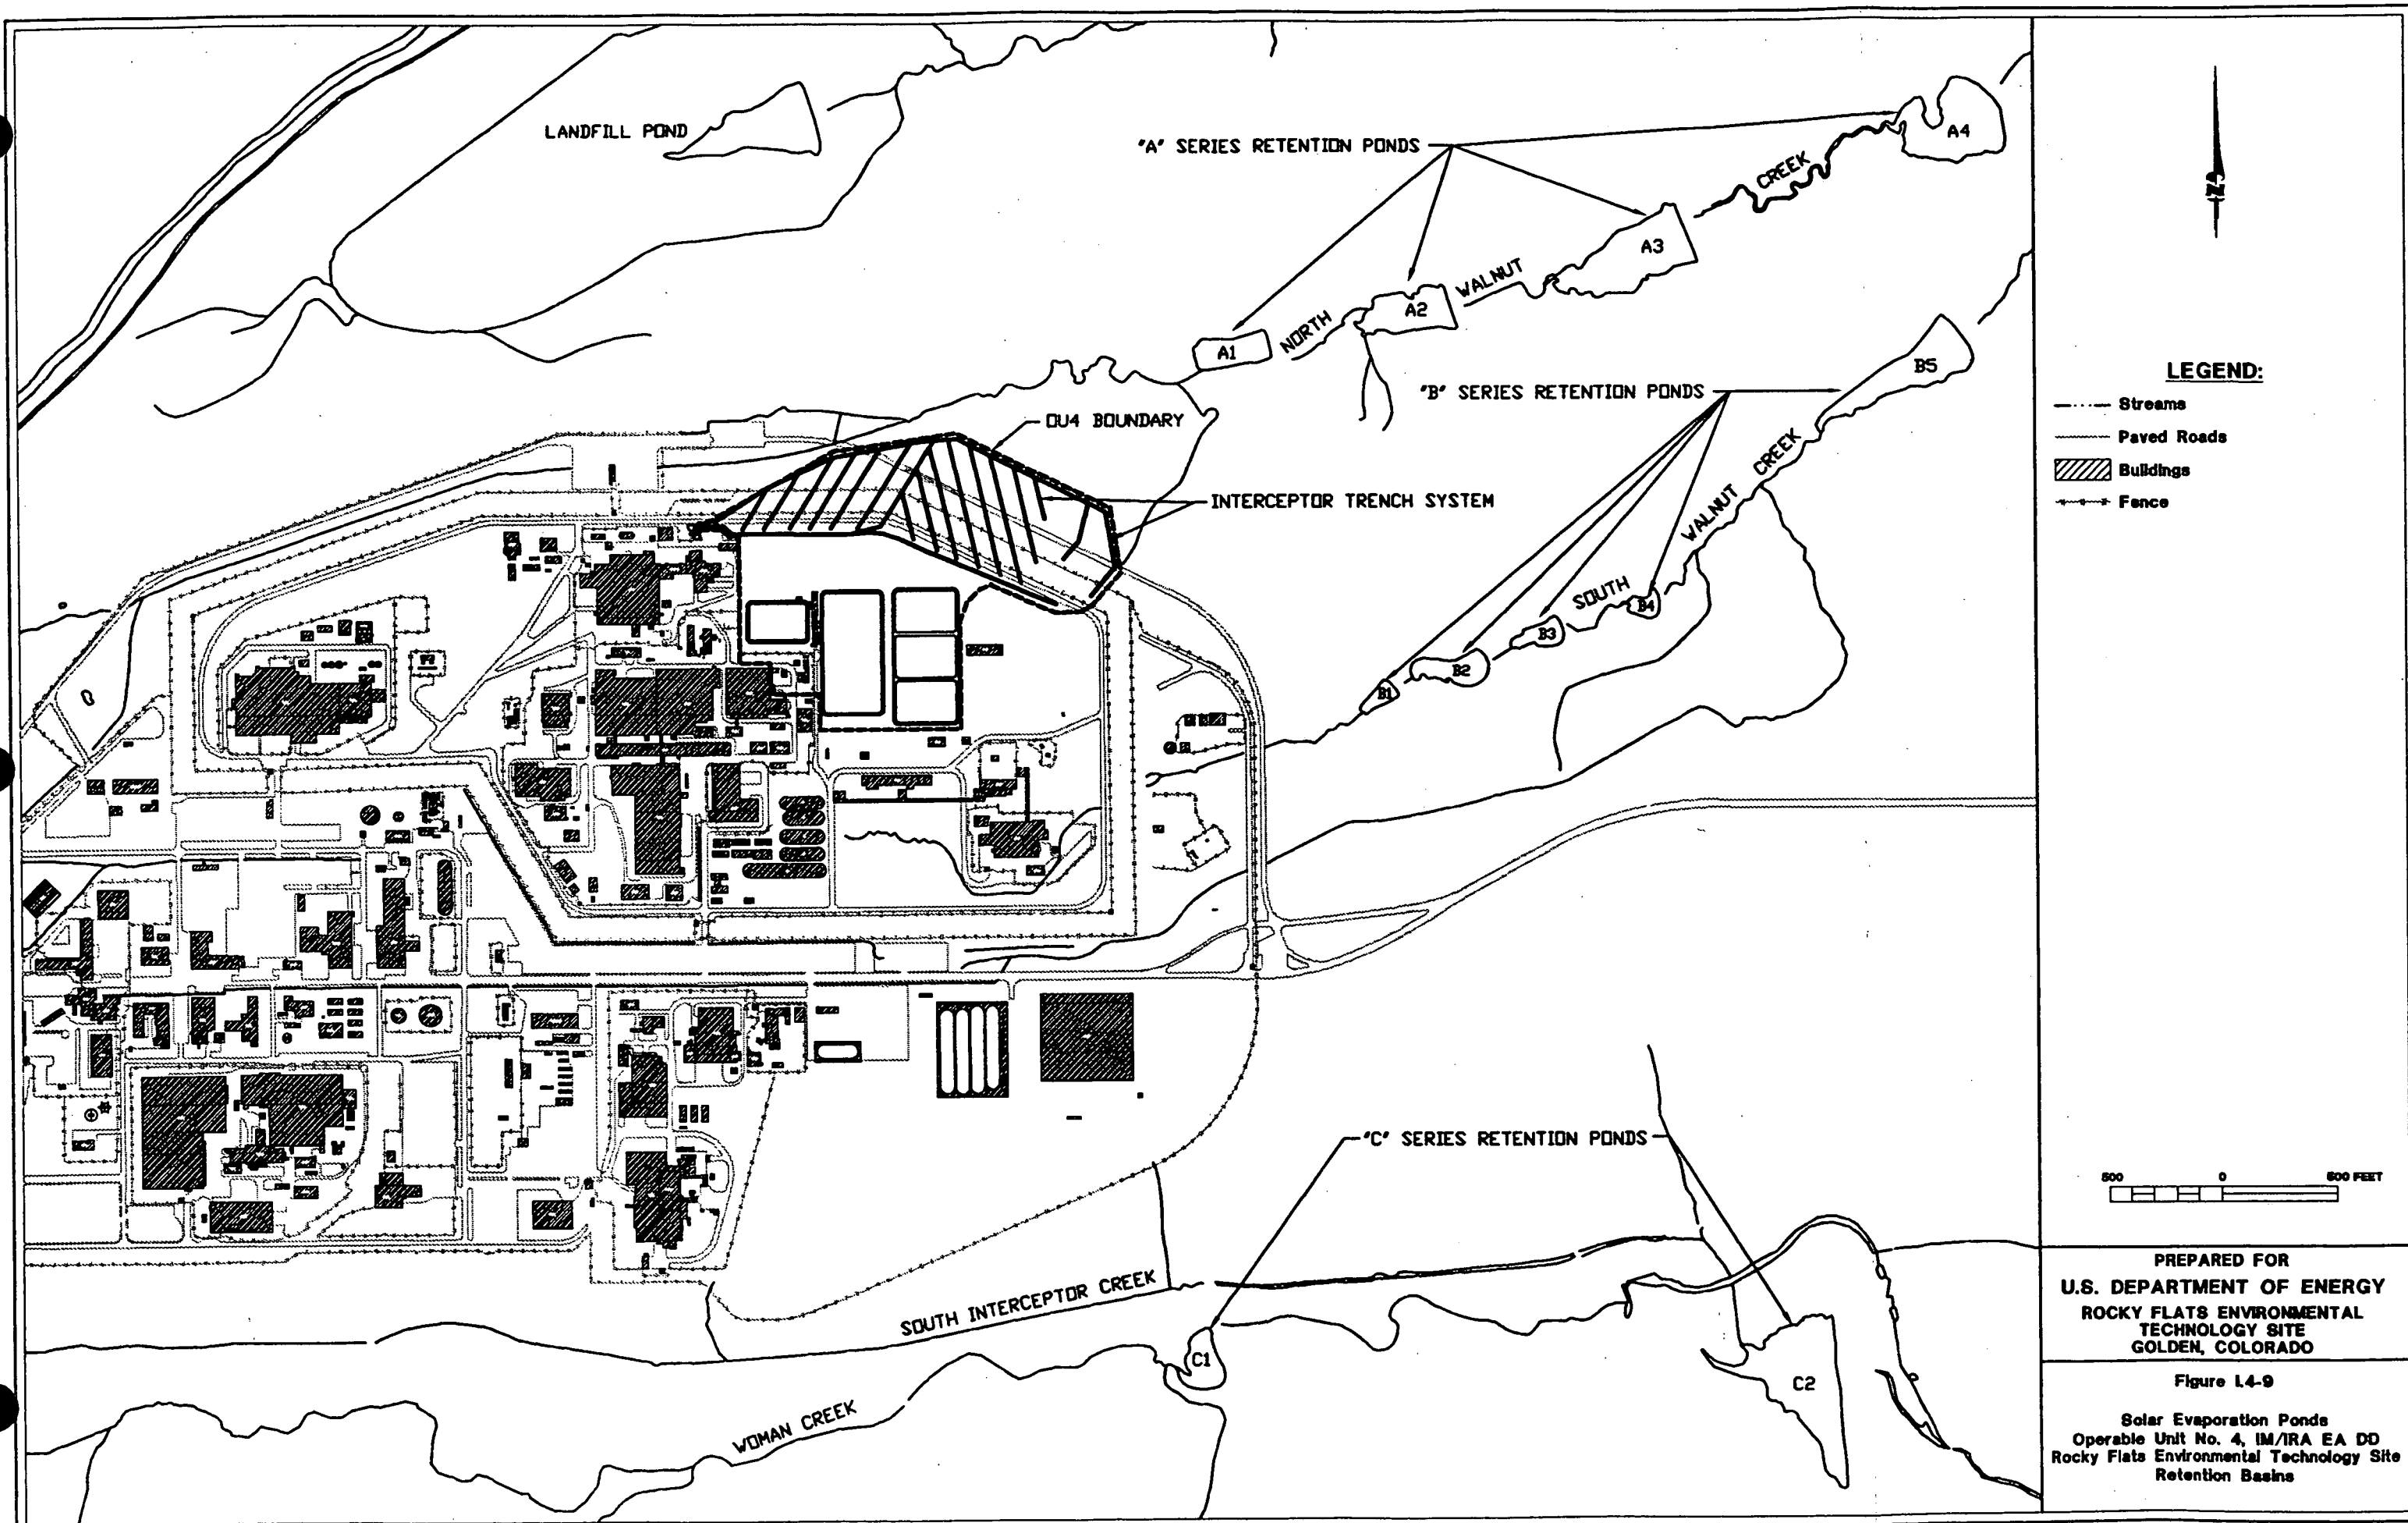 LANDFILL POND
"A" SERIES RETENTION PONDS
A4
CREEK
A3
WALNUT
A2
NORTH
A1
"B" SERIES RETENTION PONDS
B5
OU4 BOUNDARY
CREEK
INTERCEPTOR TRENCH SYSTEM
WALNUT
SOUTH
B4
B3
B2
B1
"C" SERIES RETENTION PONDS
SOUTH INTERCEPTOR CREEK
C1
C2
WOMAN CREEK
N
LEGEND:
Streams
Paved Roads
Buildings
Fence
500 0 500 FEET
PREPARED FOR
U.S. DEPARTMENT OF ENERGY
ROCKY FLATS ENVIRONMENTAL
TECHNOLOGY SITE
GOLDEN, COLORADO
Figure I.4-9
Solar Evaporation Ponds
Operable Unit No. 4, IM/IRA EA DD
Rocky Flats Environmental Technology Site
Retention Basins